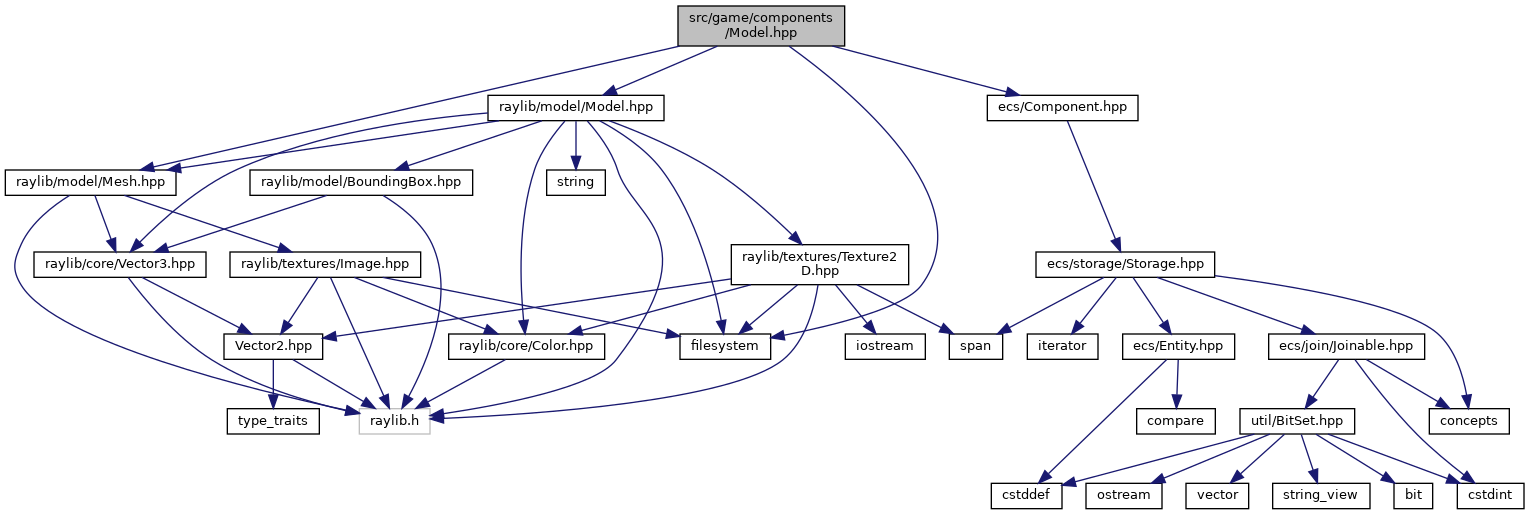 src/game/components
/Model.hpp
raylib/model/Model.hpp
ecs/Component.hpp
raylib/model/Mesh.hpp
raylib/model/BoundingBox.hpp
string
raylib/core/Vector3.hpp
raylib/textures/Image.hpp
raylib/textures/Texture2
D.hpp
ecs/storage/Storage.hpp
Vector2.hpp
raylib/core/Color.hpp
filesystem
iostream
span
iterator
ecs/Entity.hpp
ecs/join/Joinable.hpp
type_traits
raylib.h
compare
util/BitSet.hpp
concepts
cstddef
ostream
vector
string_view
bit
cstdint